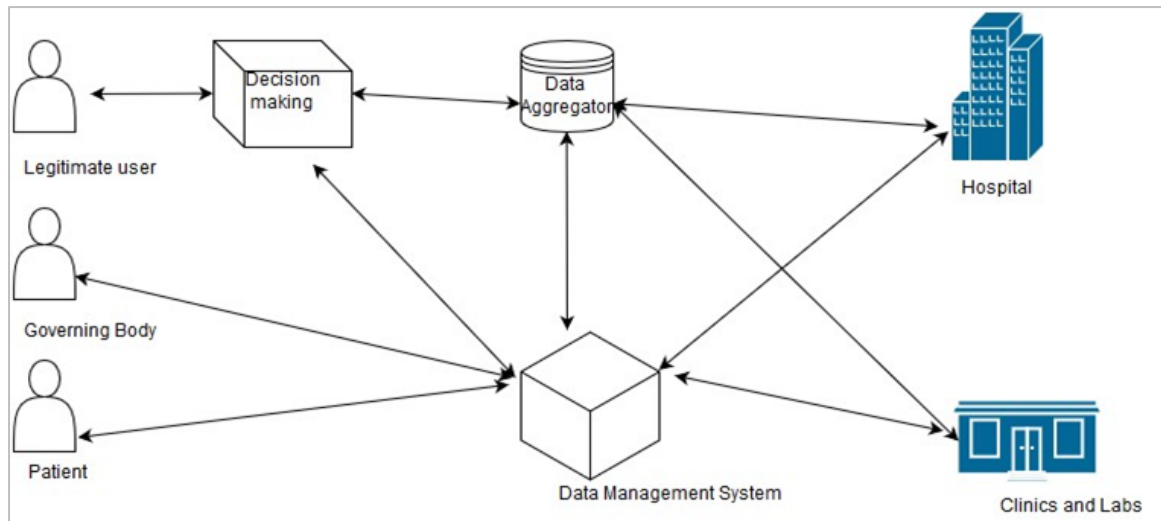 Decision
making
Data
Aggregator
Legitimate user
Hospital
Governing Body
Patient
Data Management System
Clinics and Labs